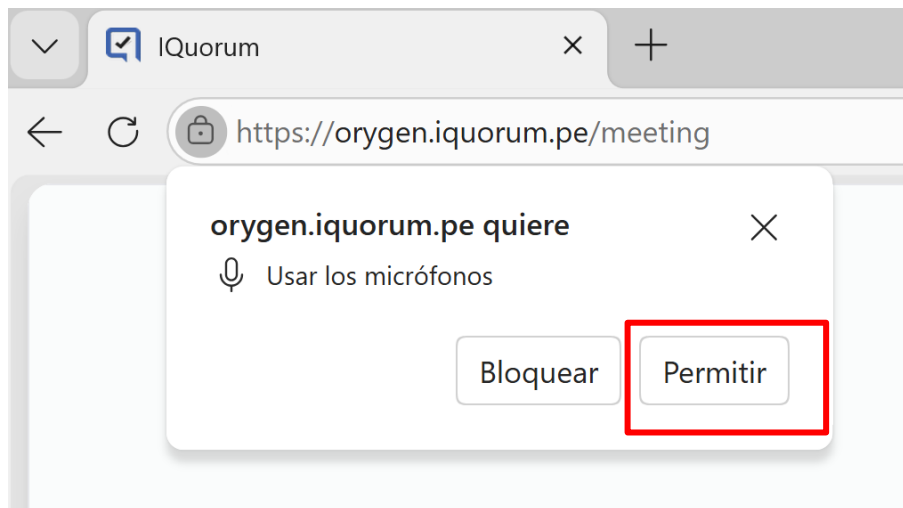 IQuorum
https://orygen.iquorum.pe/meeting
orygen.iquorum.pe quiere
Usar los micrófonos
Bloquear Permitir